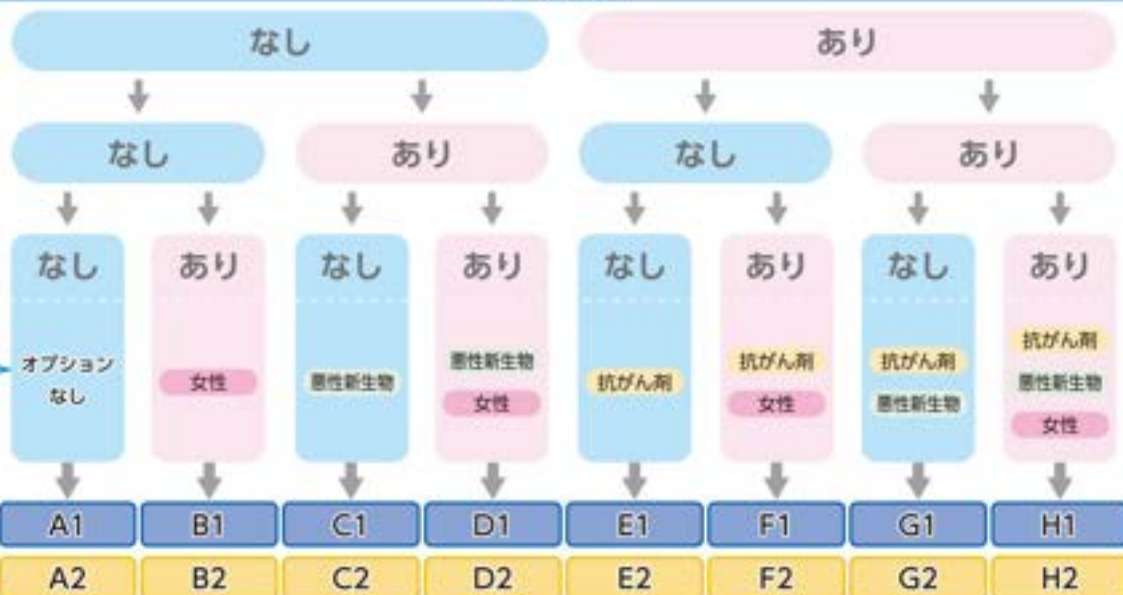 なし
あり
なし
あり
なし
あり
なし
あり
なし
あり
なし
あり
なし
あり
オプション
なし
女性
悪性新生物
悪性新生物
女性
抗がん剤
抗がん剤
女性
抗がん剤
悪性新生物
抗がん剤
悪性新生物
女性
A1
B1
C1
D1
E1
F1
G1
H1
A2
B2
C2
D2
E2
F2
G2
H2